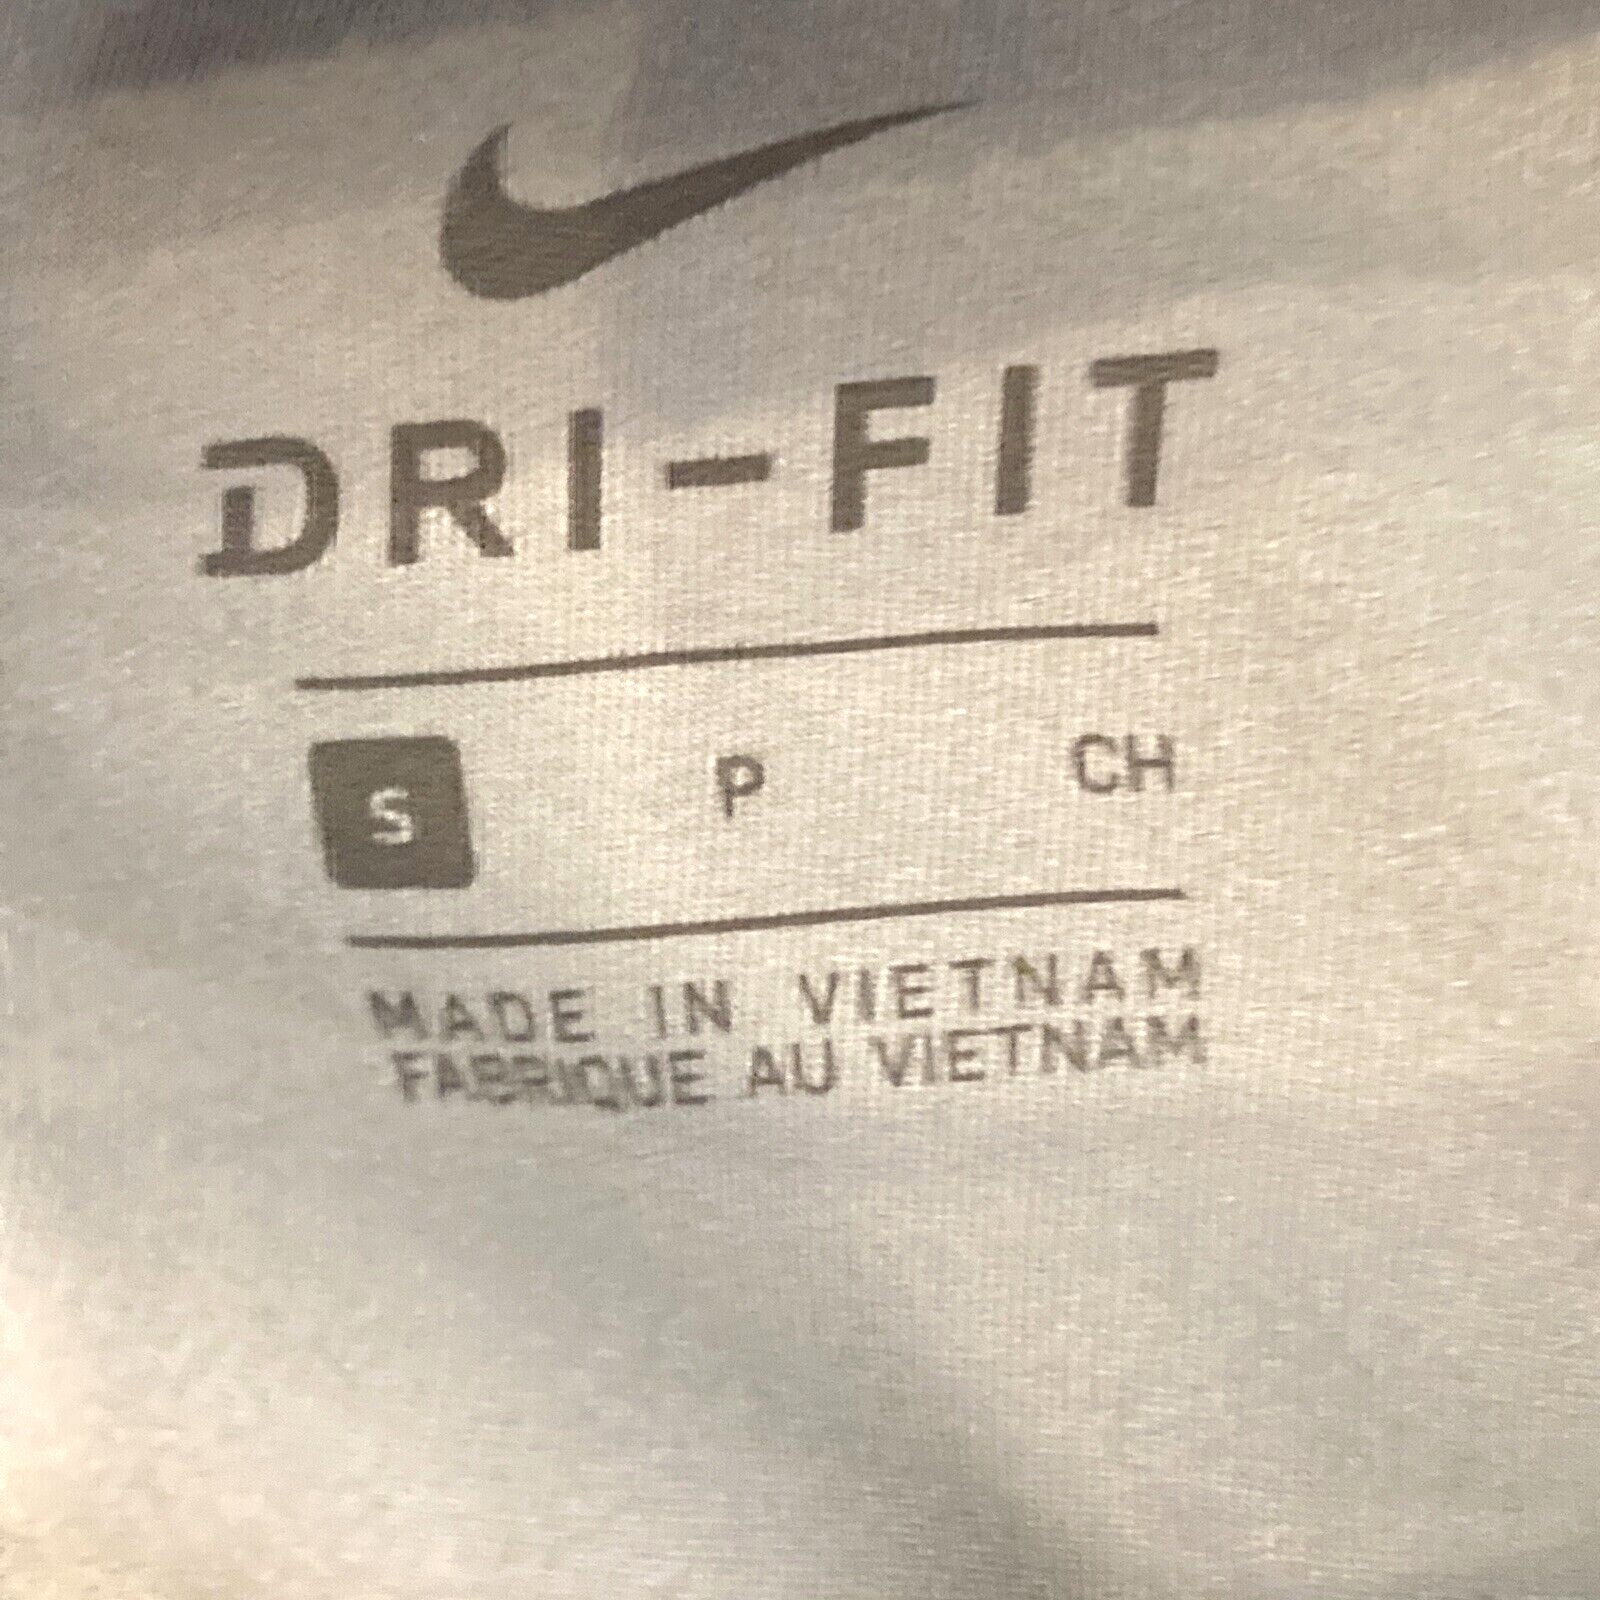 DRI-FIT
S P CH
MADE IN VIETNAM
FABRIQUE AU VIETNAM